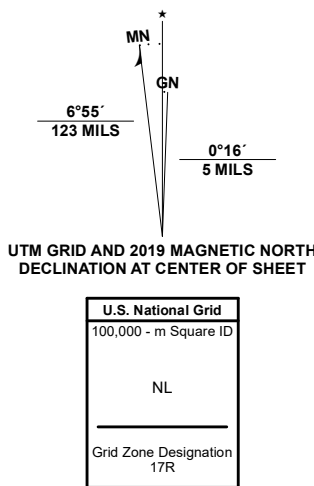 ★
MN
GN
6°55´
123 MILS
0°16´
5 MILS
UTM GRID AND 2019 MAGNETIC NORTH
DECLINATION AT CENTER OF SHEET
U.S. National Grid
100,000 - m Square ID
NL
Grid Zone Designation
17R